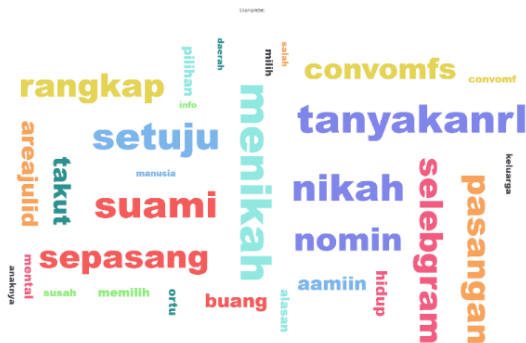 daerah
salah
pilihan
milih
convomfs
convomf
rangkap
info
menikah
tanyakanrl
setuju
areajulid
takut
manusia
keluarga
nikah
selebgram
pasangan
suami
nomin
sepasang
mental
anaknya
susah
memilih
ortu
buang
alasan
aamiin
hidup